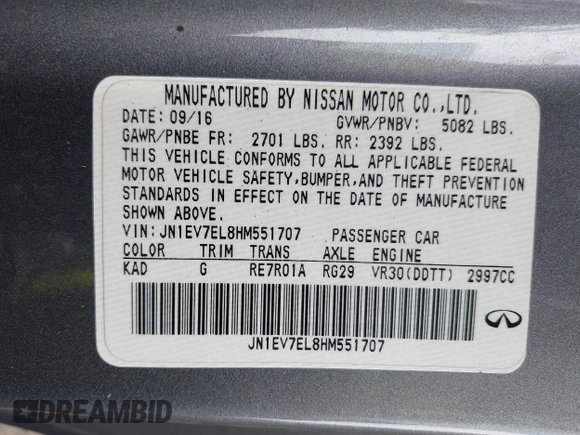 MANUFACTURED BY NISSAN MOTOR CO.,LTD.
DATE: 09/16 GVWR/PNBV: 5082 LBS.
GAWR/PNBE FR: 2701 LBS. RR: 2392 LBS.
THIS VEHICLE CONFORMS TO ALL APPLICABLE FEDERAL
MOTOR VEHICLE SAFETY,BUMPER,AND THEFT PREVENTION
STANDARDS IN EFFECT ON THE DATE OF MANUFACTURE
SHOWN ABOVE.
VIN: JN1EV7EL8HM551707 PASSENGER CAR
COLOR TRIM TRANS AXLE ENGINE
KAD G RE7R01A RG29 VR30(DDTT) 2997CC
JN1EV7EL8HM551707
DREAMBID